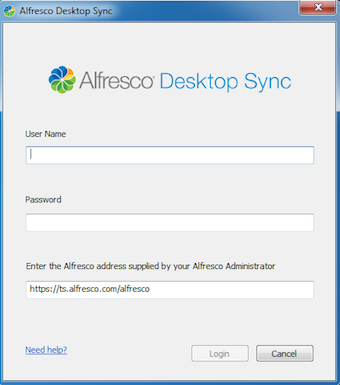 Alfresco Desktop Sync
Alfresco® Desktop Sync
User Name
Password
Enter the Alfresco address supplied by your Alfresco Administrator
https://ts.alfresco.com/alfresco
Need help?
Login
Cancel